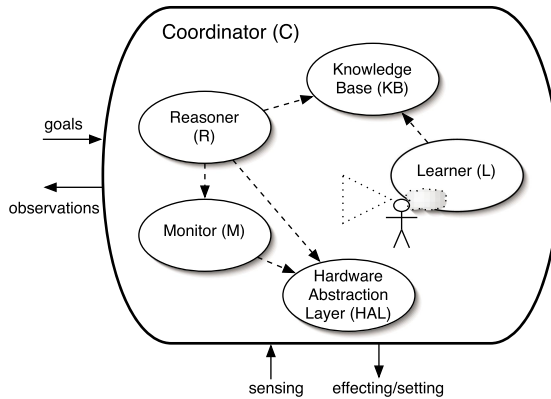 Coordinator (C)
Knowledge
Base (KB)
Reasoner
(R)
goals
Learner (L)
observations
Monitor (M)
Hardware
Abstraction
Layer (HAL)
sensing
effecting/setting